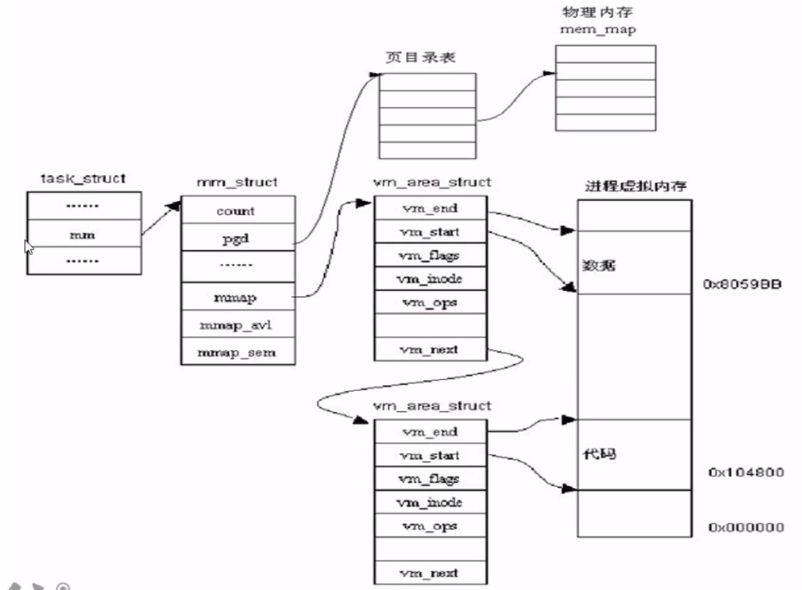 物理内存
mem_map
页目录表
task_struct
......
mm
......
mm_struct
count
pgd
......
mmap
mmap_avl
mmap_sem
vm_area_struct
vm_end
vm_start
vm_flags
vm_inode
vm_ops
vm_next
进程虚拟内存
数据
0x8059BB
代码
0x104800
0x000000
vm_area_struct
vm_end
vm_start
vm_flags
vm_inode
vm_ops
vm_next